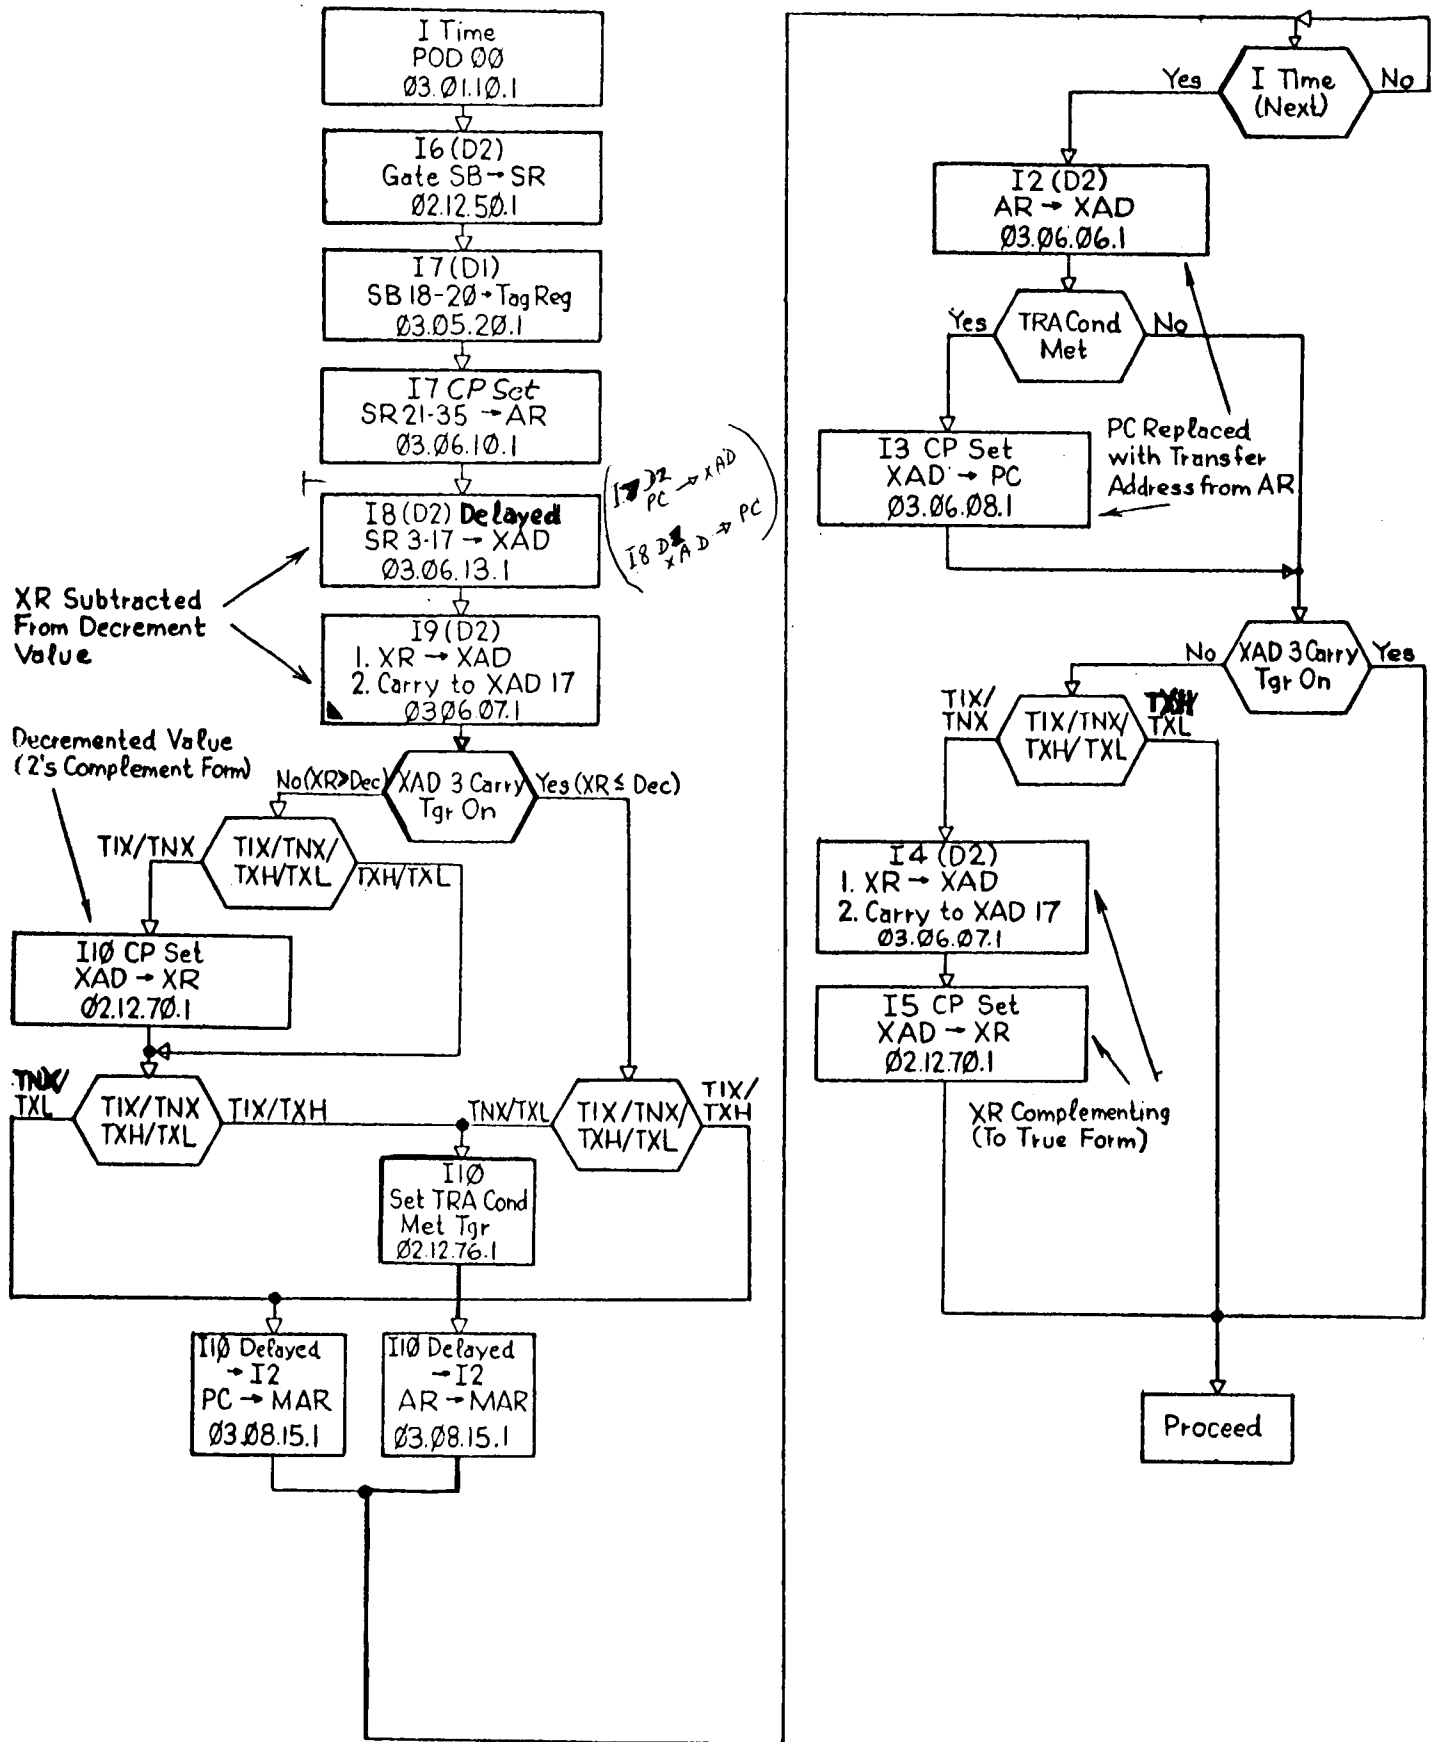 I Time
POD ØØ
Ø3.Ø1.1Ø.1
I6 (D2)
Gate SB → SR
Ø2.12.5Ø.1
I7 (D1)
SB 18-2Ø → Tag Reg
Ø3.Ø5.2Ø.1
I7 CP Set
SR 21-35 → AR
Ø3.Ø6.1Ø.1
I8 (D2) Delayed
SR 3-17 → XAD
Ø3.Ø6.13.1
D2
PC → XAD
I8 D
XAD → PC
XR Subtracted
From Decrement
Value
I9 (D2)
1. XR → XAD
2. Carry to XAD 17
Ø3Ø6.Ø7.1
Decremented Value
(2's Complement Form)
No (XR>Dec)
XAD 3 Carry
Tgr On
Yes (XR ≤ Dec)
TIX/TNX
TIX/TNX/
TXH/TXL
TXH/TXL
I1Ø CP Set
XAD → XR
Ø2.12.7Ø.1
TNX/
TXL
TIX/TNX
TXH/TXL
TIX/TXH
TNX/TXL
TIX/TNX/
TXH/TXL
TIX/
TXH
I1Ø
Set TRA Cond
Met Tgr
Ø2.12.76.1
I1Ø Delayed
→ I2
PC → MAR
Ø3.Ø8.15.1
I1Ø Delayed
→ I2
AR → MAR
Ø3.Ø8.15.1
Yes
I Time
(Next)
No
I2 (D2)
AR → XAD
Ø3.Ø6.Ø6.1
Yes
TRA Cond
Met
No
I3 CP Set
XAD → PC
Ø3.Ø6.Ø8.1
PC Replaced
with Transfer
Address from AR
No
XAD 3 Carry
Tgr On
Yes
TIX/
TNX
TIX/TNX/
TXH/TXL
TXH
TXL
I4 (D2)
1. XR → XAD
2. Carry to XAD 17
Ø3.Ø6.Ø7.1
I5 CP Set
XAD → XR
Ø2.12.7Ø.1
XR Complementing
(To True Form)
Proceed